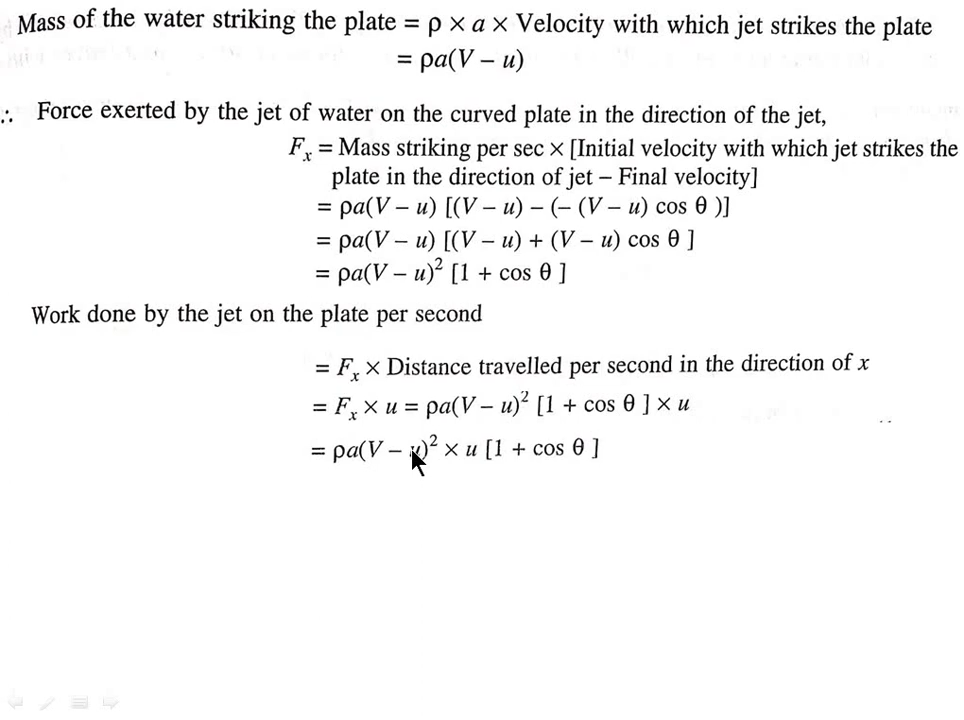 Mass of the water striking the plate = ρ × a × Velocity with which jet strikes the plate
= ρa(V – u)
∴ Force exerted by the jet of water on the curved plate in the direction of the jet,
Fₓ = Mass striking per sec × [Initial velocity with which jet strikes the
plate in the direction of jet – Final velocity]
= ρa(V – u) [(V – u) – (– (V – u) cos θ )]
= ρa(V – u) [(V – u) + (V – u) cos θ ]
= ρa(V – u)² [1 + cos θ ]
Work done by the jet on the plate per second
= Fₓ × Distance travelled per second in the direction of x
= Fₓ × u = ρa(V – u)² [1 + cos θ ] × u
= ρa(V – u)² × u [1 + cos θ ]